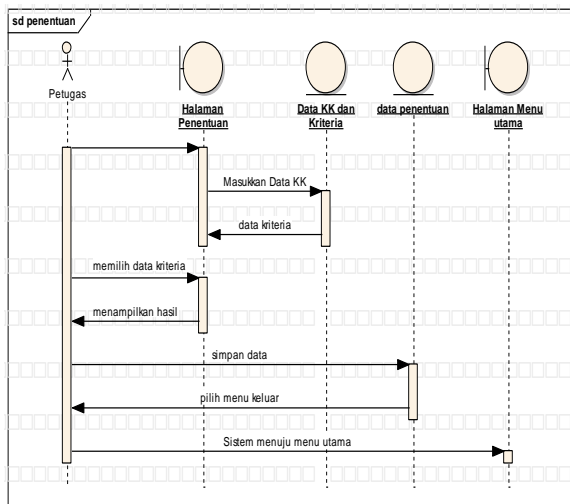 sd penentuan
Petugas
Halaman
Penentuan
Data KK dan
Kriteria
data penentuan
Halaman Menu
utama
Masukkan Data KK
data kriteria
memilih data kriteria
menampilkan hasil
simpan data
pilih menu keluar
Sistem menuju menu utama